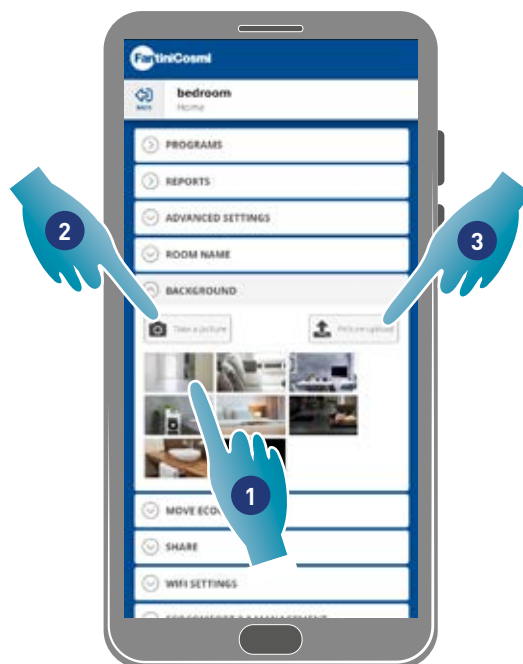 FantiniCosmi
BACK
bedroom
Home
PROGRAMS
REPORTS
ADVANCED SETTINGS
2
3
ROOM NAME
BACKGROUND
Take a picture
Picture upload
1
MOVE ECO
SHARE
WIFI SETTINGS